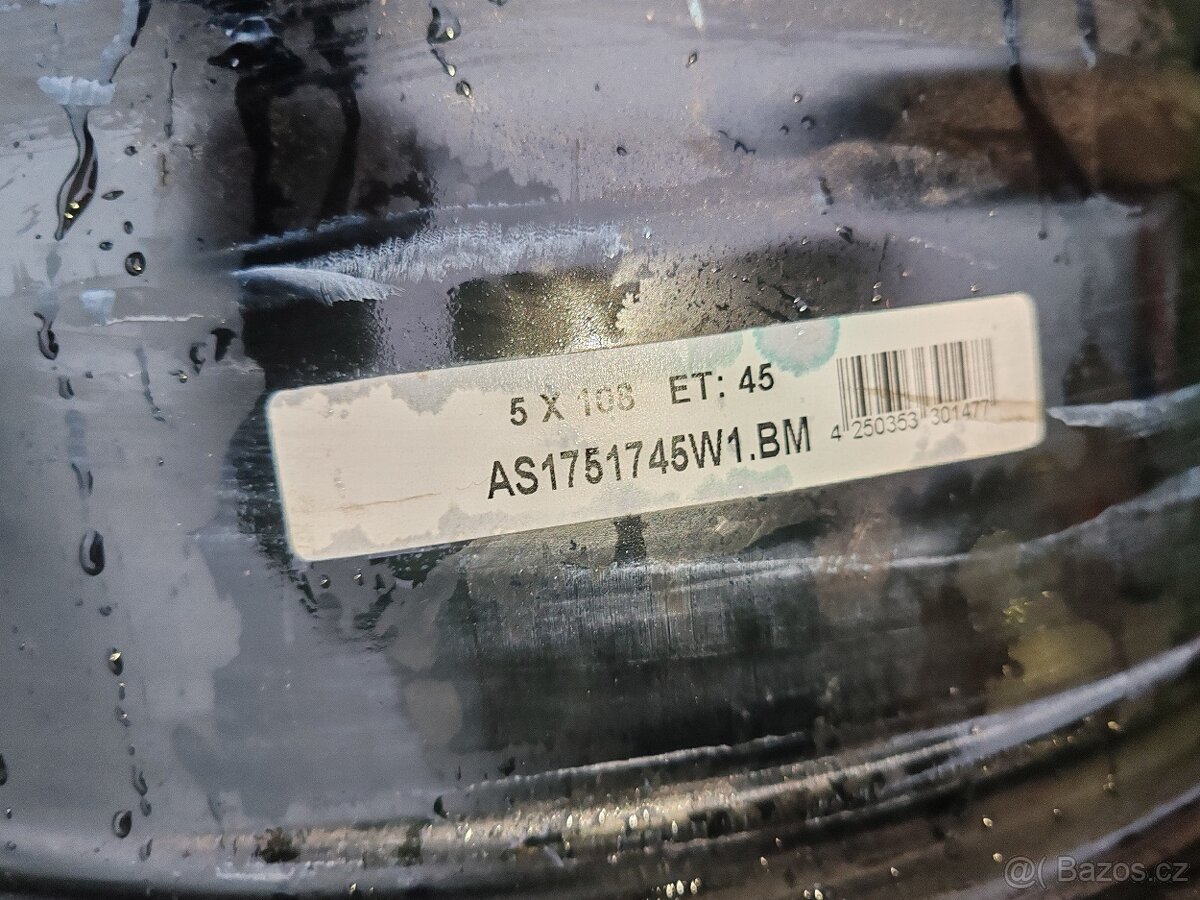 5 X 108 ET: 45
AS1751745W1.BM
4 250353 301477
@( Bazos.cz